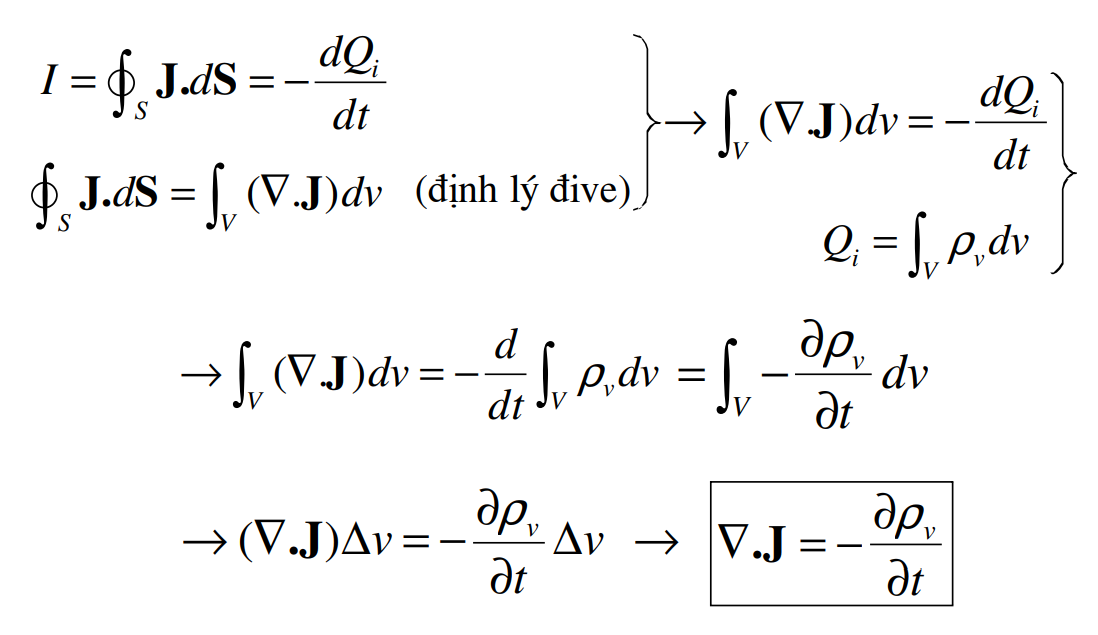 I = ∮_S J.dS = −dQ_i/dt
∮_S J.dS = ∫_V (∇.J)dv (định lý đive)
→ ∫_V (∇.J)dv = −dQ_i/dt
Q_i = ∫_V ρ_v dv
→ ∫_V (∇.J)dv = −d/dt ∫_V ρ_v dv = ∫_V −∂ρ_v/∂t dv
→ (∇.J)Δv = −∂ρ_v/∂t Δv → ∇.J = −∂ρ_v/∂t